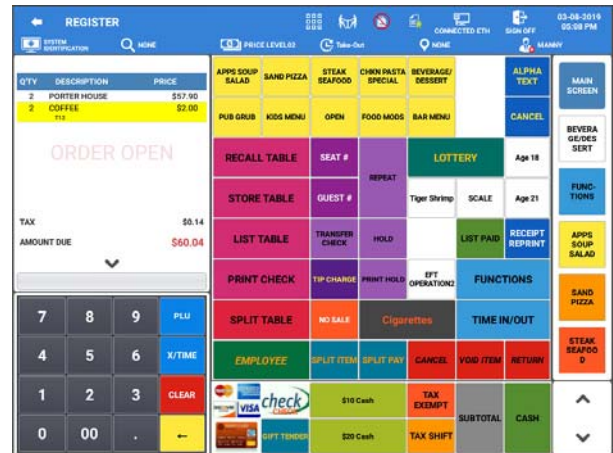 REGISTER
CONNECTED ETH
SIGN OFF
03-08-2019
05:08 PM
SYSTEM
IDENTIFICATION
NONE
PRICE LEVEL02
Take-Out
NONE
MANNY
Q'TY DESCRIPTION PRICE
2 PORTER HOUSE $57.90
2 COFFEE $2.00
T12
ORDER OPEN
TAX $0.14
AMOUNT DUE $60.04
7 8 9 PLU
4 5 6 X/TIME
1 2 3 CLEAR
0 00 . ←
APPS SOUP
SALAD
SAND PIZZA
STEAK
SEAFOOD
CHKN PASTA
SPECIAL
BEVERAGE/
DESSERT
ALPHA
TEXT
PUB GRUB
KIDS MENU
OPEN
FOOD MODS
BAR MENU
CANCEL
RECALL TABLE
SEAT #
REPEAT
LOTTERY
Age 18
STORE TABLE
GUEST #
Tiger Shrimp
SCALE
Age 21
LIST TABLE
TRANSFER
CHECK
HOLD
LIST PAID
RECEIPT
REPRINT
PRINT CHECK
TIP CHARGE
PRINT HOLD
EFT
OPERATION2
FUNCTIONS
SPLIT TABLE
NO SALE
Cigarettes
TIME IN/OUT
EMPLOYEE
SPLIT ITEM
SPLIT PAY
CANCEL
VOID ITEM
RETURN
VISA
check
$10 Cash
TAX
EXEMPT
SUBTOTAL
CASH
GIFT TENDER
$20 Cash
TAX SHIFT
MAIN
SCREEN
BEVERA
GE/DES
SERT
FUNC-
TIONS
APPS
SOUP
SALAD
SAND
PIZZA
STEAK
SEAFOO
D